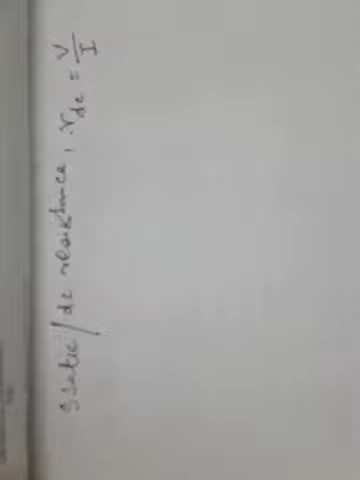 Static/dc resistance, r_dc = V/I